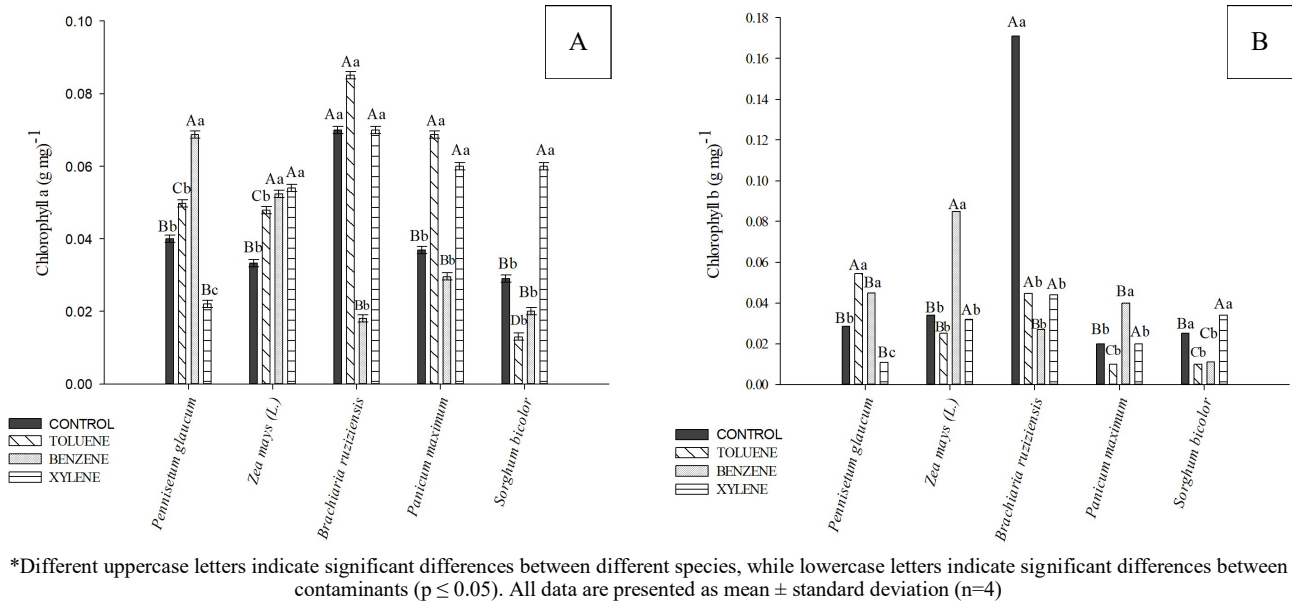 A
Chlorophyll a (g mg)-1
0.10
0.08
0.06
0.04
0.02
0.00
Bb
Cb
Aa
Bc
Bb
Cb
Aa
Aa
Aa
Aa
Bb
Aa
Bb
Aa
Bb
Aa
Bb
Db
Bb
Aa
Pennisetum glaucum
Zea mays (L.)
Brachiaria ruziziensis
Panicum maximum
Sorghum bicolor
CONTROL
TOLUENE
BENZENE
XYLENE
B
Chlorophyll b (g mg)-1
0.18
0.16
0.14
0.12
0.10
0.08
0.06
0.04
0.02
0.00
Bb
Aa
Ba
Bc
Bb
Bb
Aa
Ab
Aa
Ab
Bb
Ab
Bb
Cb
Ba
Ab
Ba
Cb
Cb
Aa
Pennisetum glaucum
Zea mays (L.)
Brachiaria ruziziensis
Panicum maximum
Sorghum bicolor
CONTROL
TOLUENE
BENZENE
XYLENE
*Different uppercase letters indicate significant differences between different species, while lowercase letters indicate significant differences between
contaminants (p ≤ 0.05). All data are presented as mean ± standard deviation (n=4)